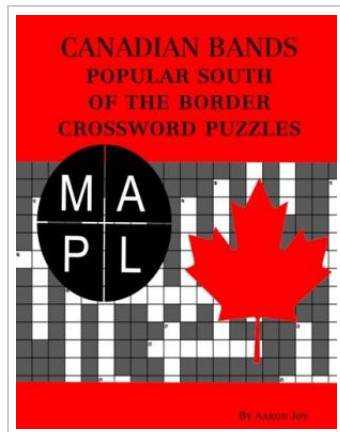 CANADIAN BANDS
POPULAR SOUTH
OF THE BORDER
CROSSWORD PUZZLES
M A
P L
BY AARON JOY